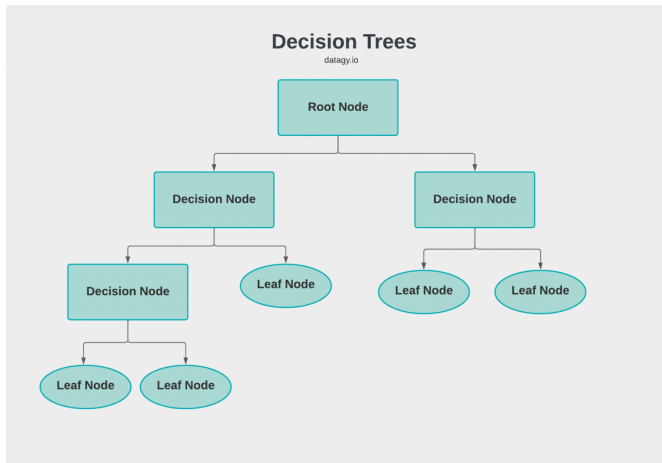 Decision Trees
datagy.io
Root Node
Decision Node
Decision Node
Decision Node
Leaf Node
Leaf Node
Leaf Node
Leaf Node
Leaf Node